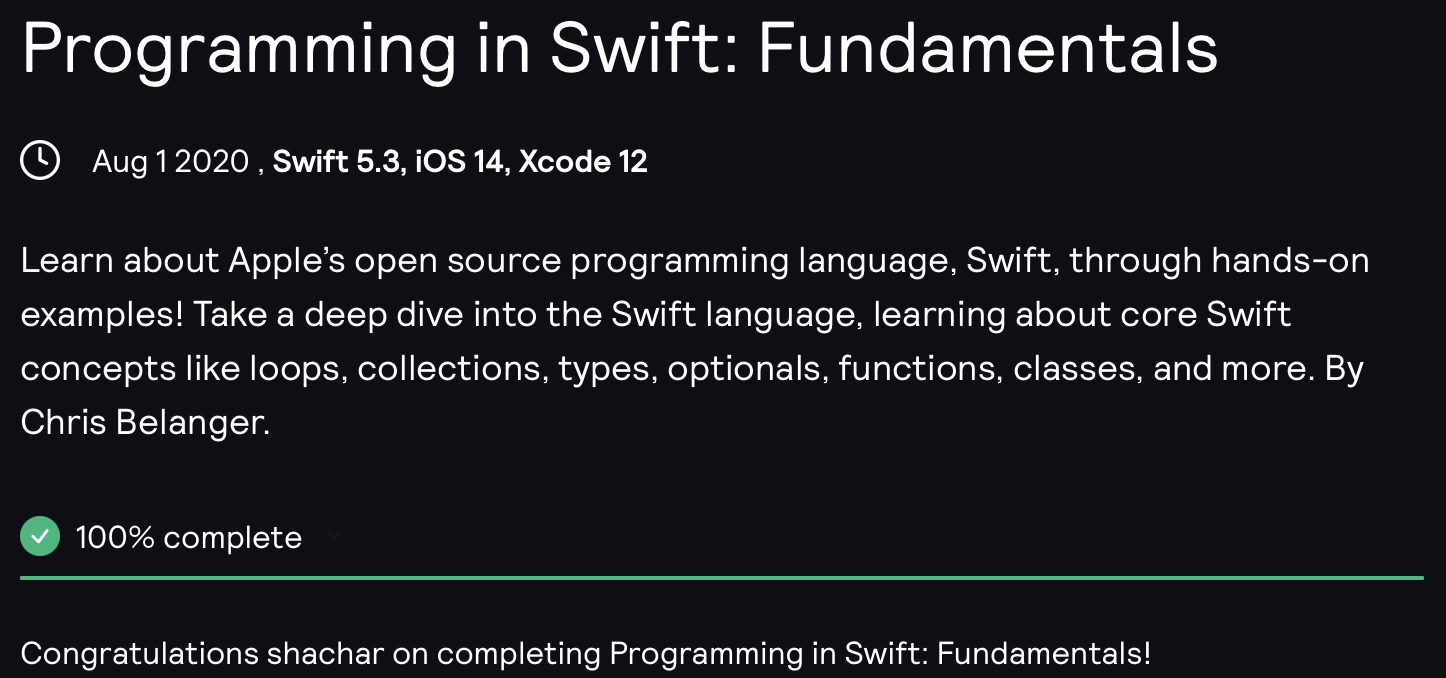 Programming in Swift: Fundamentals
Aug 1 2020 , Swift 5.3, iOS 14, Xcode 12
Learn about Apple’s open source programming language, Swift, through hands-on
examples! Take a deep dive into the Swift language, learning about core Swift
concepts like loops, collections, types, optionals, functions, classes, and more. By
Chris Belanger.
100% complete
Congratulations shachar on completing Programming in Swift: Fundamentals!